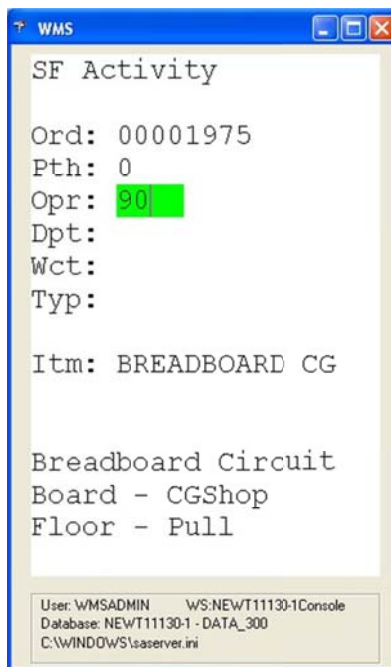 WMS
SF Activity
Ord: 00001975
Pth: 0
Opr: 90
Dpt:
Wct:
Typ:
Itm: BREADBOARD CG
Breadboard Circuit
Board - CGShop
Floor - Pull
User: WMSADMIN WS:NEWT11130-1Console
Database: NEWT11130-1 - DATA_300
C:\WINDOWS\saserver.ini